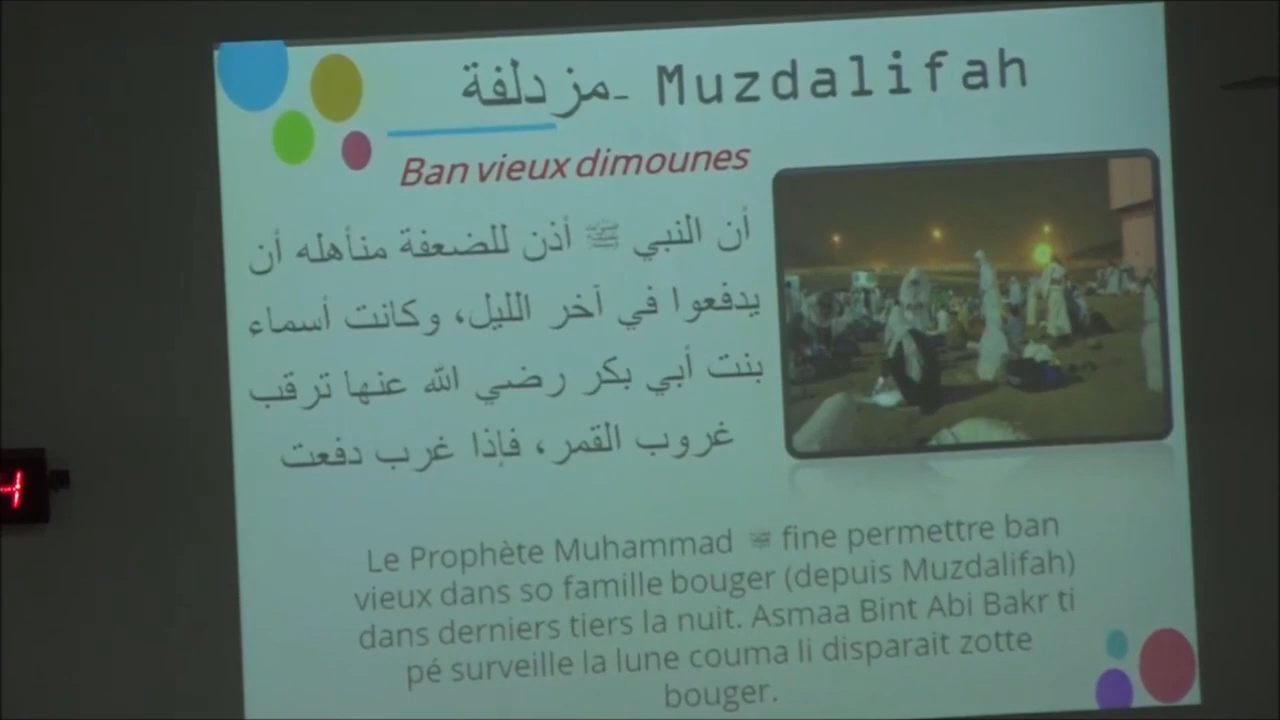 مزدلفة- Muzdalifah
Ban vieux dimounes
أن النبي ﷺ أذن للضعفة منأهله أن
يدفعوا في آخر الليل، وكانت أسماء
بنت أبي بكر رضي الله عنها ترقب
غروب القمر، فإذا غرب دفعت
Le Prophète Muhammad ﷺ fine permettre ban
vieux dans so famille bouger (depuis Muzdalifah)
dans derniers tiers la nuit. Asmaa Bint Abi Bakr ti
pé surveille la lune couma li disparait zotte
bouger.